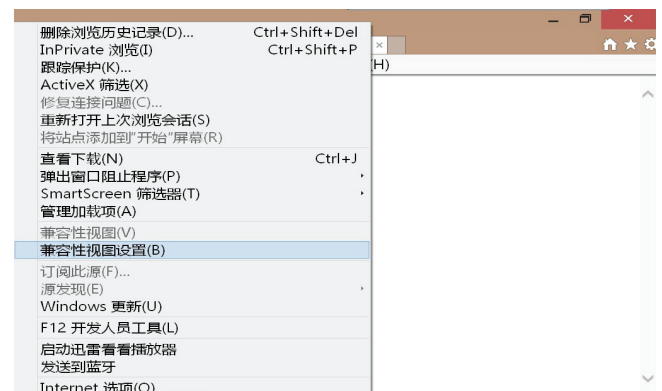 删除浏览历史记录(D)... Ctrl+Shift+Del
InPrivate 浏览(I) Ctrl+Shift+P
跟踪保护(K)...
(H)
ActiveX 筛选(X)
修复连接问题(C)...
重新打开上次浏览会话(S)
将站点添加到"开始"屏幕(R)
直看下载(N) Ctrl+J
弹出窗口阻止程序(P)
SmartScreen 筛选器(T)
管理加载项(A)
兼容性视图(V)
兼容性视图设置(B)
订阅此源(F)...
源发现(E)
Windows 更新(U)
F12 开发人员工具(L)
启动迅雷看看播放器
发送到蓝牙
Internet 选项(O)